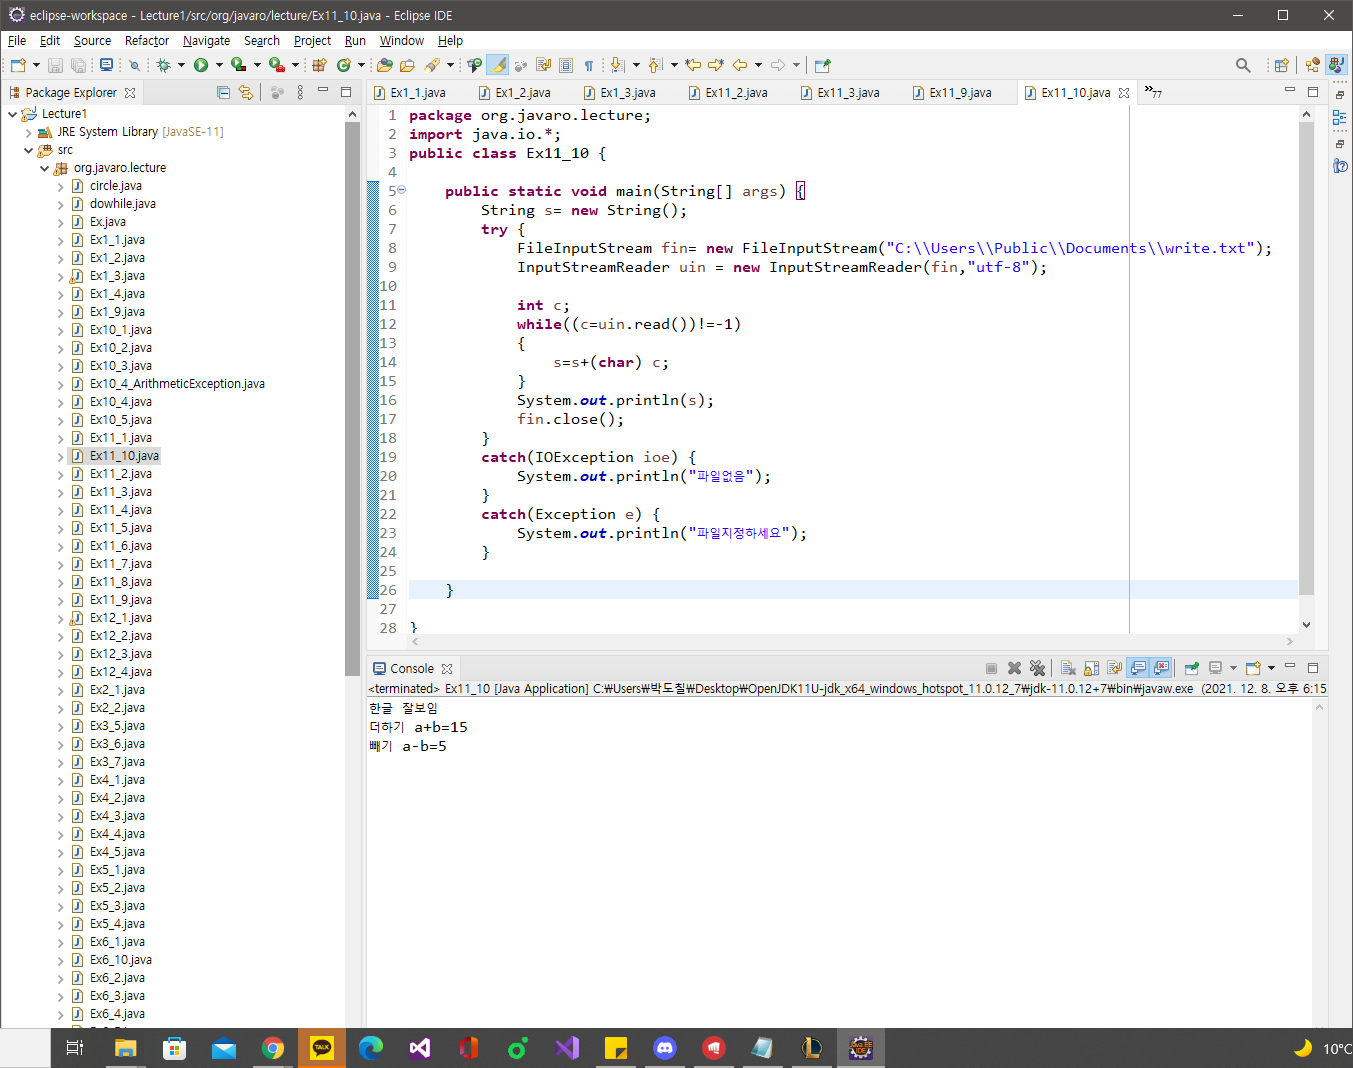 eclipse-workspace - Lecture1/src/org/javaro/lecture/Ex11_10.java - Eclipse IDE
File Edit Source Refactor Navigate Search Project Run Window Help
Package Explorer
Lecture1
JRE System Library [JavaSE-11]
src
org.javaro.lecture
circle.java
dowhile.java
Ex.java
Ex1_1.java
Ex1_2.java
Ex1_3.java
Ex1_4.java
Ex1_9.java
Ex10_1.java
Ex10_2.java
Ex10_3.java
Ex10_4_ArithmeticException.java
Ex10_4.java
Ex10_5.java
Ex11_1.java
Ex11_10.java
Ex11_2.java
Ex11_3.java
Ex11_4.java
Ex11_5.java
Ex11_6.java
Ex11_7.java
Ex11_8.java
Ex11_9.java
Ex12_1.java
Ex12_2.java
Ex12_3.java
Ex12_4.java
Ex2_1.java
Ex2_2.java
Ex3_5.java
Ex3_6.java
Ex3_7.java
Ex4_1.java
Ex4_2.java
Ex4_3.java
Ex4_4.java
Ex4_5.java
Ex5_1.java
Ex5_2.java
Ex5_3.java
Ex5_4.java
Ex6_1.java
Ex6_10.java
Ex6_2.java
Ex6_3.java
Ex6_4.java
Ex1_1.java Ex1_2.java Ex1_3.java Ex11_2.java Ex11_3.java Ex11_9.java Ex11_10.java »77
1 package org.javaro.lecture;
2 import java.io.*;
3 public class Ex11_10 {
4
5 public static void main(String[] args) {
6 String s= new String();
7 try {
8 FileInputStream fin= new FileInputStream("C:\\Users\\Public\\Documents\\write.txt");
9 InputStreamReader uin = new InputStreamReader(fin,"utf-8");
10
11 int c;
12 while((c=uin.read())!=-1)
13 {
14 s=s+(char) c;
15 }
16 System.out.println(s);
17 fin.close();
18 }
19 catch(IOException ioe) {
20 System.out.println("파일없음");
21 }
22 catch(Exception e) {
23 System.out.println("파일지정하세요");
24 }
25
26 }
27
28 }
Console
<terminated> Ex11_10 [Java Application] C:₩Users₩박도칠₩Desktop₩OpenJDK11U-jdk_x64_windows_hotspot_11.0.12_7₩jdk-11.0.12+7₩bin₩javaw.exe (2021. 12. 8. 오후 6:15
한글 잘보임
더하기 a+b=15
빼기 a-b=5
TALK
10°C